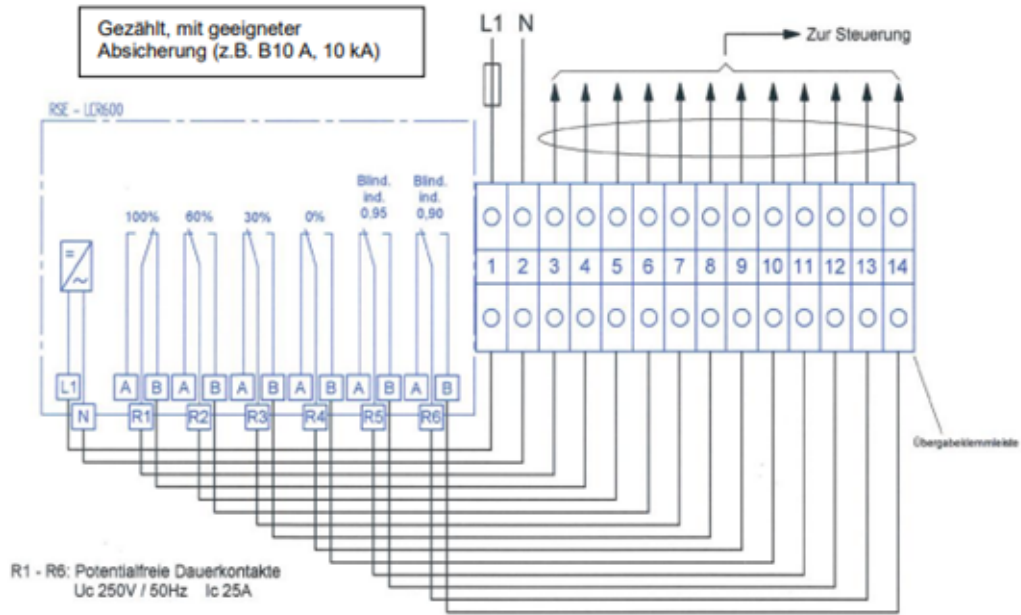 Gezählt, mit geeigneter
Absicherung (z.B. B10 A, 10 kA)
L1 N
Zur Steuerung
RSE - LCR600
100% 60% 30% 0%
Blind.
ind.
0,95
Blind.
ind.
0,90
=
~
1 2 3 4 5 6 7 8 9 10 11 12 13 14
L1 A B A B A B A B A B A B
N R1 R2 R3 R4 R5 R6
Übergabeklemmleiste
R1 - R6: Potentialfreie Dauerkontakte
Uc 250V / 50Hz Ic 25A